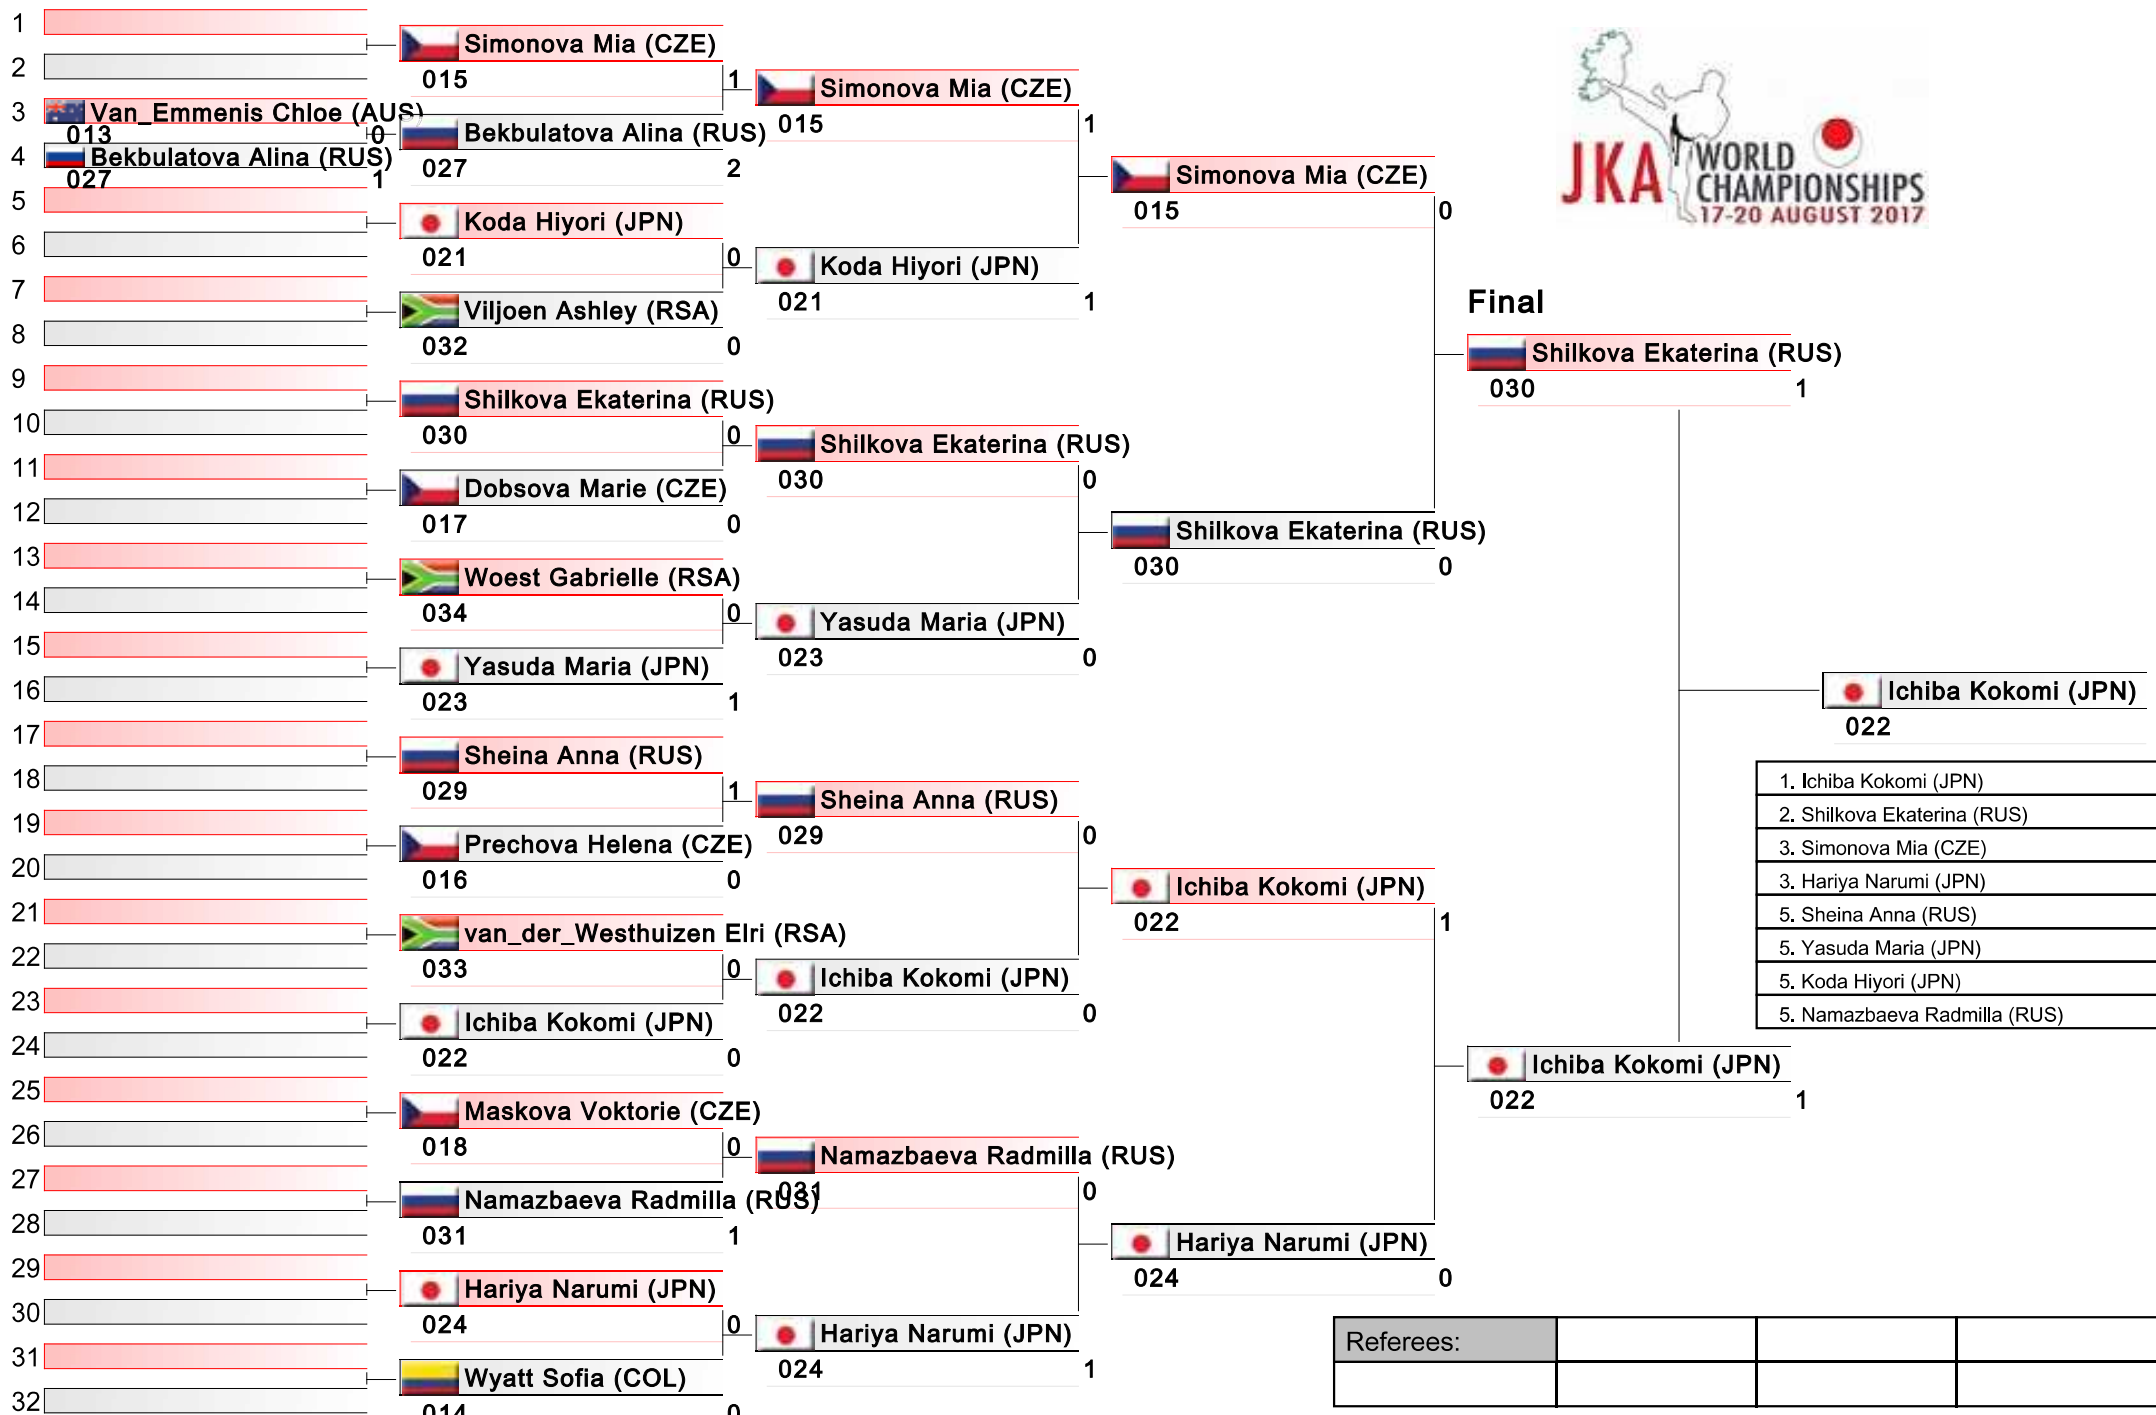 1
2
3
4
5
6
7
8
9
10
11
12
13
14
15
16
17
18
19
20
21
22
23
24
25
26
27
28
29
30
31
32
Van_Emmenis Chloe (AUS)
013 0
Bekbulatova Alina (RUS)
027 1
Simonova Mia (CZE)
015 1
Bekbulatova Alina (RUS)
027 2
Koda Hiyori (JPN)
021 0
Viljoen Ashley (RSA)
032 0
Shilkova Ekaterina (RUS)
030 0
Dobsova Marie (CZE)
017 0
Woest Gabrielle (RSA)
034 0
Yasuda Maria (JPN)
023 1
Sheina Anna (RUS)
029 1
Prechova Helena (CZE)
016 0
van_der_Westhuizen Elri (RSA)
033 0
Ichiba Kokomi (JPN)
022 0
Maskova Voktorie (CZE)
018 0
Namazbaeva Radmilla (RUS)
031 1
Hariya Narumi (JPN)
024 0
Wyatt Sofia (COL)
014 0
Simonova Mia (CZE)
015 1
Koda Hiyori (JPN)
021 1
Shilkova Ekaterina (RUS)
030 0
Yasuda Maria (JPN)
023 0
Sheina Anna (RUS)
029 0
Ichiba Kokomi (JPN)
022 0
Namazbaeva Radmilla (RUS)
031 0
Hariya Narumi (JPN)
024 1
Simonova Mia (CZE)
015 0
Shilkova Ekaterina (RUS)
030 0
Ichiba Kokomi (JPN)
022 1
Hariya Narumi (JPN)
024 0
JKA WORLD
CHAMPIONSHIPS
17-20 AUGUST 2017
Final
Shilkova Ekaterina (RUS)
030 1
Ichiba Kokomi (JPN)
022 1
Ichiba Kokomi (JPN)
022
1. Ichiba Kokomi (JPN)
2. Shilkova Ekaterina (RUS)
3. Simonova Mia (CZE)
3. Hariya Narumi (JPN)
5. Sheina Anna (RUS)
5. Yasuda Maria (JPN)
5. Koda Hiyori (JPN)
5. Namazbaeva Radmilla (RUS)
Referees: